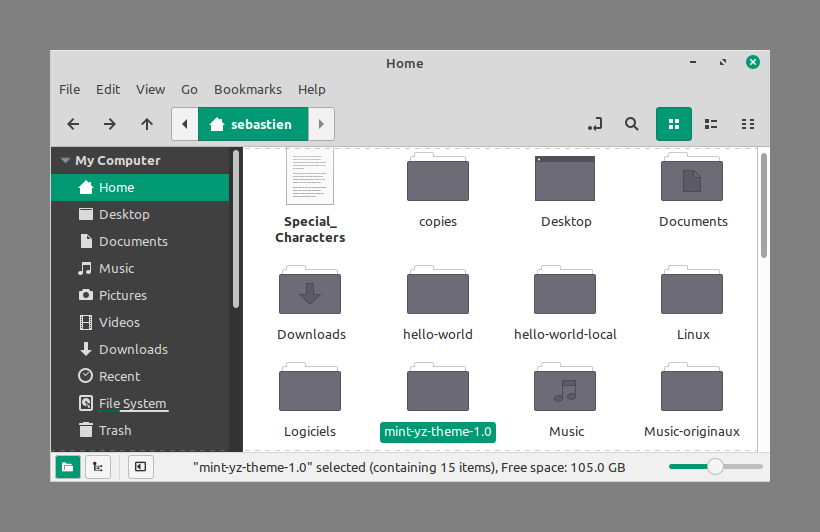 Home
File Edit View Go Bookmarks Help
sebastien
My Computer
Home
Desktop
Documents
Music
Pictures
Videos
Downloads
Recent
File System
Trash
Special_
Characters
copies
Desktop
Documents
Downloads
hello-world
hello-world-local
Linux
Logiciels
mint-yz-theme-1.0
Music
Music-originaux
"mint-yz-theme-1.0" selected (containing 15 items), Free space: 105.0 GB